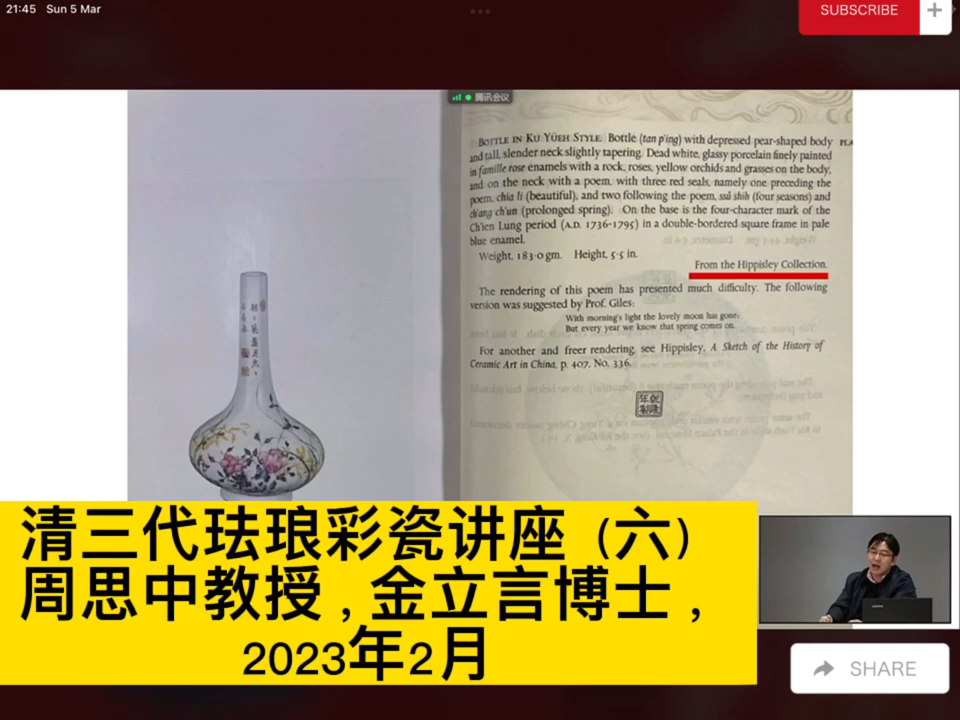 21:45 Sun 5 Mar
SUBSCRIBE
腾讯会议
BOTTLE IN KU YÜEH STYLE. Bottle (tan p'ing) with depressed pear-shaped body
and tall, slender neck slightly tapering. Dead white, glassy porcelain finely painted
in famille rose enamels with a rock, roses, yellow orchids and grasses on the body,
and on the neck with a poem, with three red seals, namely one preceding the
poem, chia li (beautiful), and two following the poem, ssŭ shih (four seasons) and
ch'ang ch'un (prolonged spring). On the base is the four-character mark of the
Ch'ien Lung period (A.D. 1736-1795) in a double-bordered square frame in pale
blue enamel.
Weight, 183·0 gm. Height, 5·5 in.
From the Hippisley Collection.
The rendering of this poem has presented much difficulty. The following
version was suggested by Prof. Giles:
With morning's light the lovely moon has gone,
But every year we know that spring comes on.
For another and freer rendering, see Hippisley, A Sketch of the History of
Ceramic Art in China, p. 407, No. 336.
乾隆
年製
清三代珐琅彩瓷讲座（六）
周思中教授，金立言博士，
2023年2月
SHARE